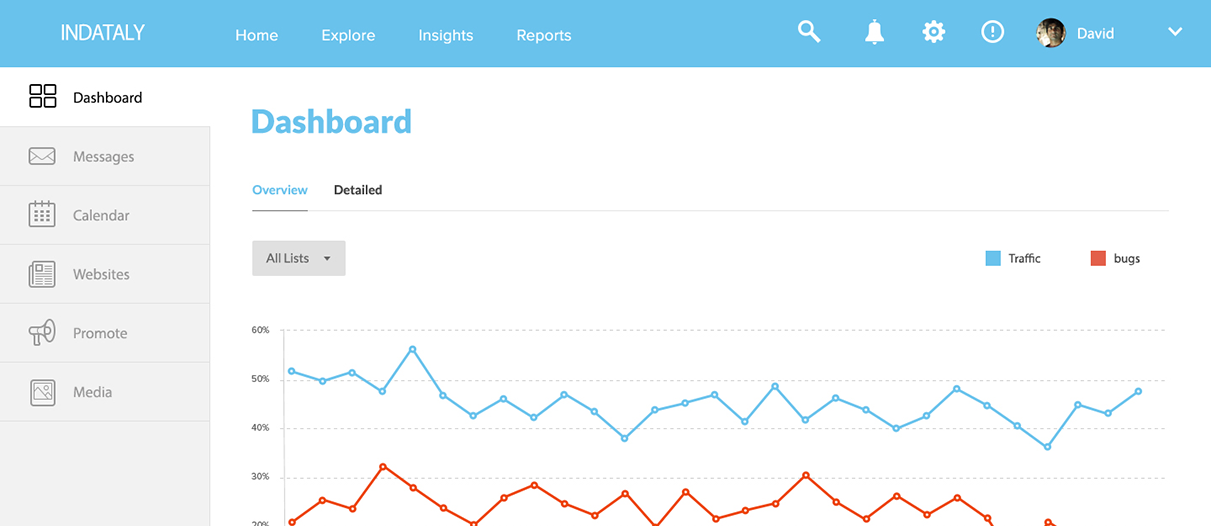 INDATALY
Home Explore Insights Reports
David
Dashboard
Messages
Calendar
Websites
Promote
Media
Dashboard
Overview Detailed
All Lists
Traffic bugs
60%
50%
40%
30%
20%